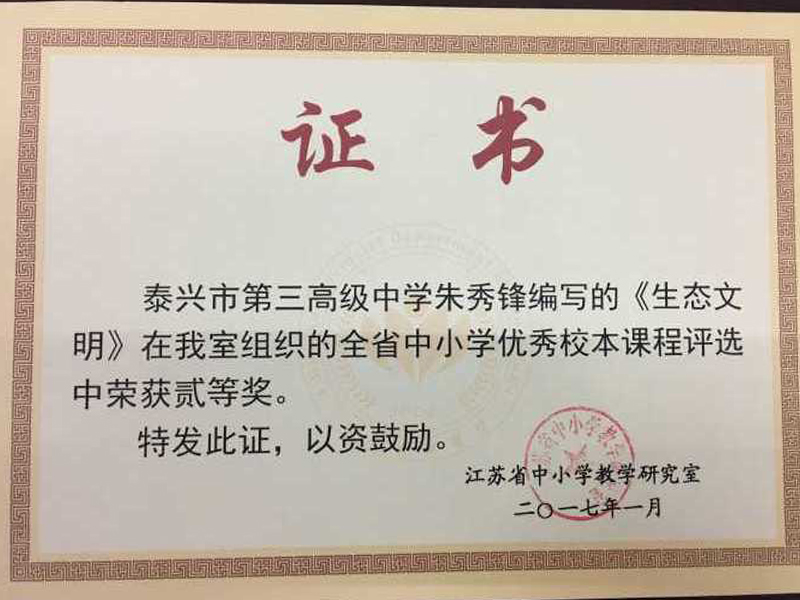 证 书
泰兴市第三高级中学朱秀锋编写的《生态文
明》在我室组织的全省中小学优秀校本课程评选
中荣获贰等奖。
特发此证，以资鼓励。
江苏省中小学教学研究室
二〇一七年一月